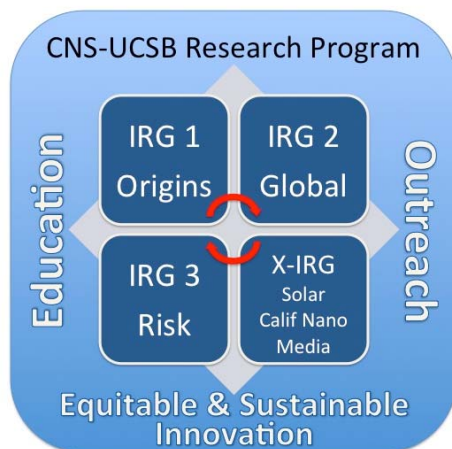 CNS-UCSB Research Program
Education
IRG 1
Origins
IRG 2
Global
Outreach
IRG 3
Risk
X-IRG
Solar
Calif Nano
Media
Equitable & Sustainable
Innovation